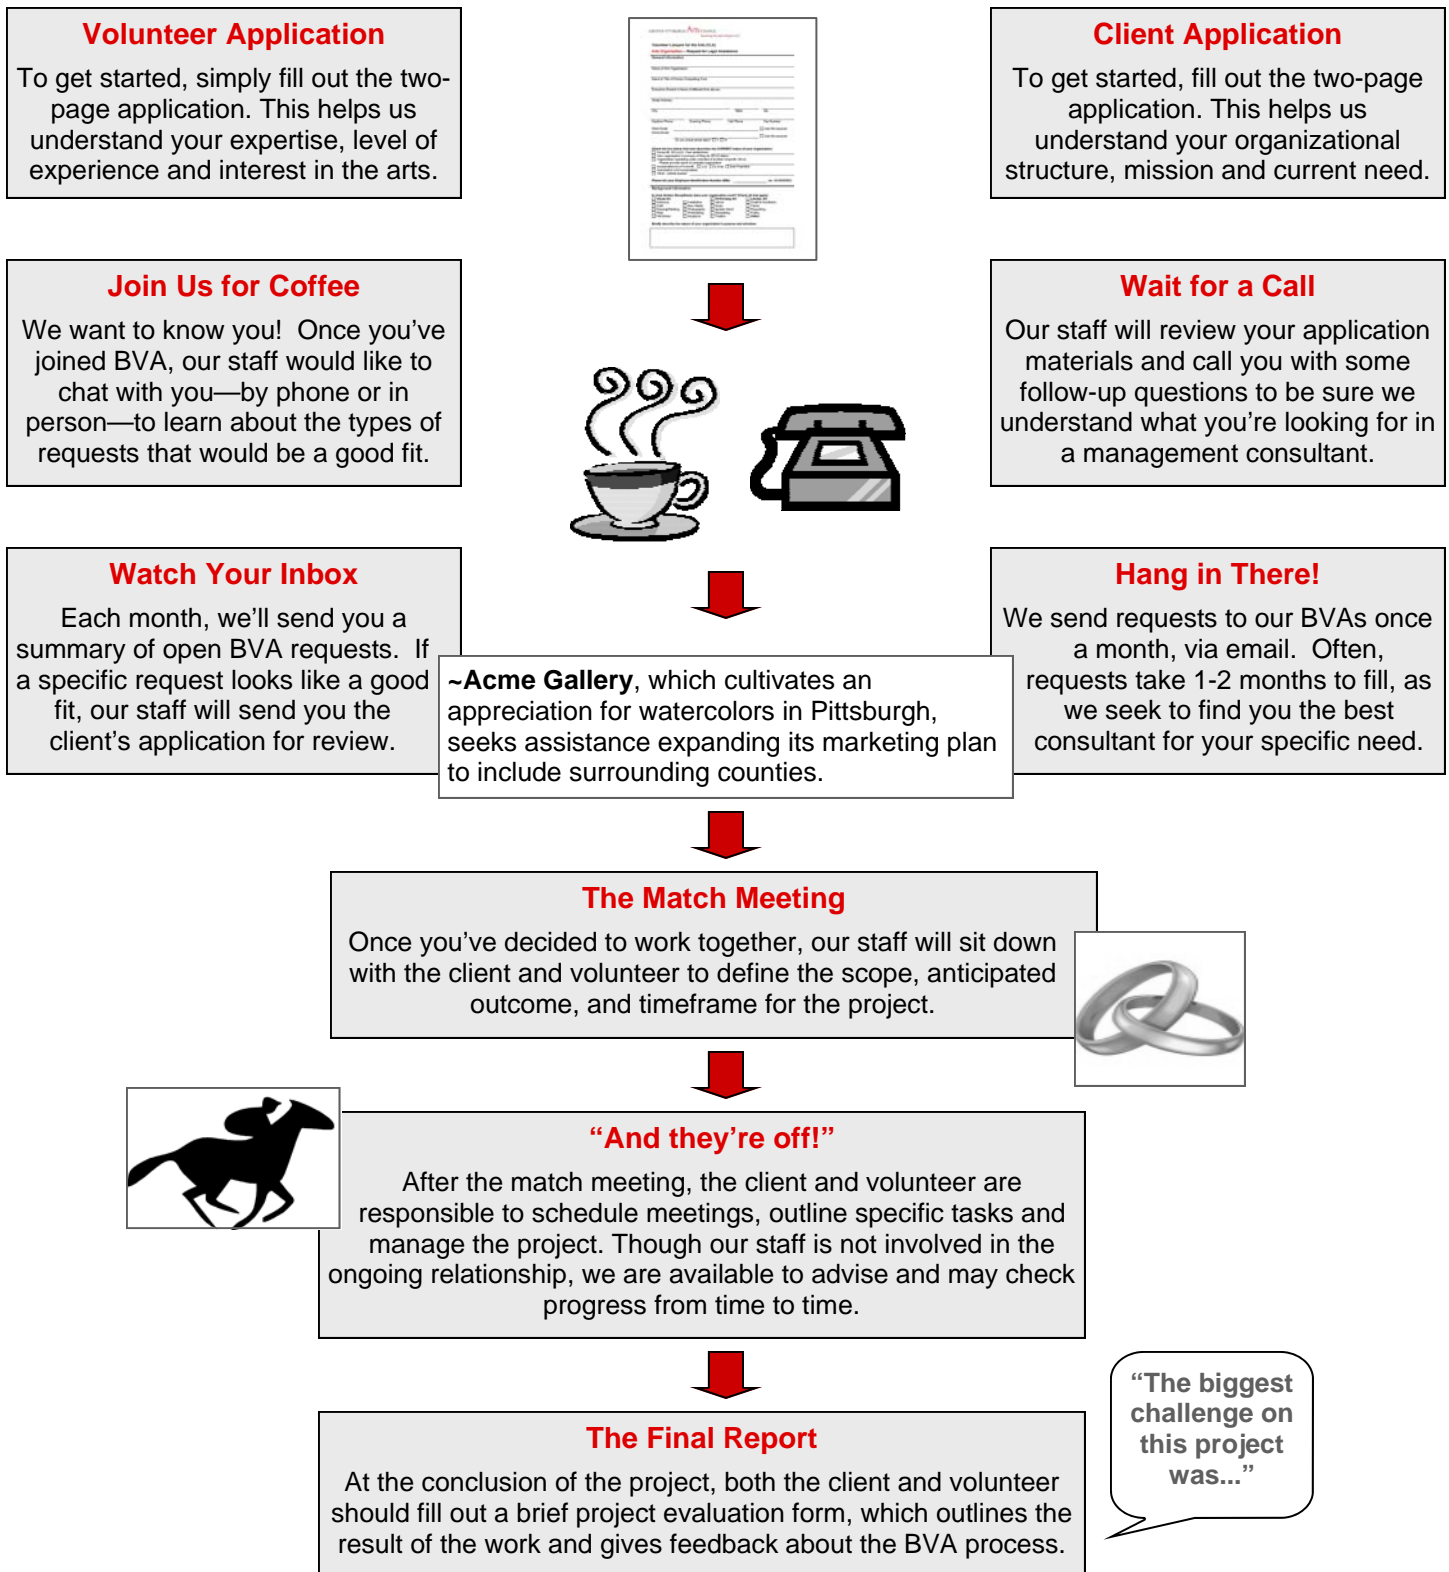 Volunteer Application
To get started, simply fill out the two-
page application. This helps us
understand your expertise, level of
experience and interest in the arts.
Client Application
To get started, fill out the two-page
application. This helps us
understand your organizational
structure, mission and current need.
Join Us for Coffee
We want to know you!  Once you’ve
joined BVA, our staff would like to
chat with you—by phone or in
person—to learn about the types of
requests that would be a good fit.
Wait for a Call
Our staff will review your application
materials and call you with some
follow-up questions to be sure we
understand what you’re looking for in
a management consultant.
Watch Your Inbox
Each month, we’ll send you a
summary of open BVA requests.  If
a specific request looks like a good
fit, our staff will send you the
client’s application for review.
~Acme Gallery, which cultivates an
appreciation for watercolors in Pittsburgh,
seeks assistance expanding its marketing plan
to include surrounding counties.
Hang in There!
We send requests to our BVAs once
a month, via email.  Often,
requests take 1-2 months to fill, as
we seek to find you the best
consultant for your specific need.
The Match Meeting
Once you’ve decided to work together, our staff will sit down
with the client and volunteer to define the scope, anticipated
outcome, and timeframe for the project.
“And they’re off!”
After the match meeting, the client and volunteer are
responsible to schedule meetings, outline specific tasks and
manage the project. Though our staff is not involved in the
ongoing relationship, we are available to advise and may check
progress from time to time.
The Final Report
At the conclusion of the project, both the client and volunteer
should fill out a brief project evaluation form, which outlines the
result of the work and gives feedback about the BVA process.
“The biggest
challenge on
this project
was...”